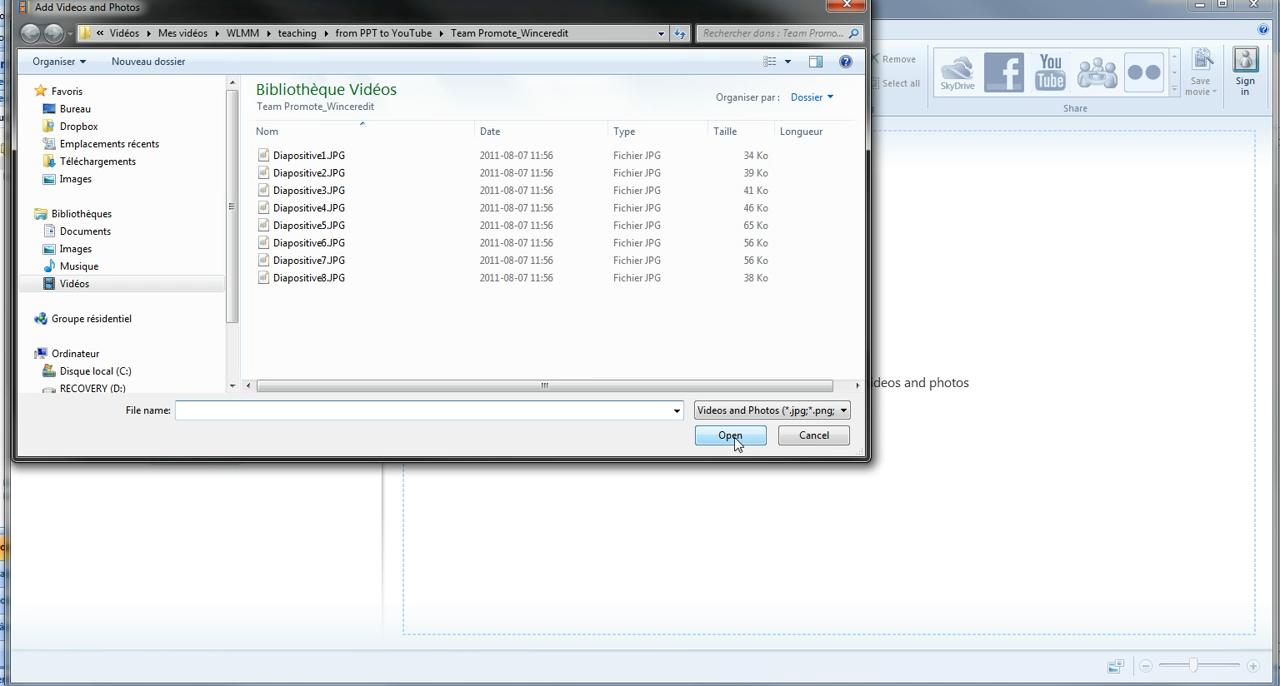 Add Videos and Photos
« Vidéos Mes vidéos WLMM teaching from PPT to YouTube Team Promote_Winceredit
Rechercher dans : Team Promo...
Organiser Nouveau dossier
Favoris
Bureau
Dropbox
Emplacements récents
Téléchargements
Images
Bibliothèques
Documents
Images
Musique
Vidéos
Groupe résidentiel
Ordinateur
Disque local (C:)
RECOVERY (D:)
Bibliothèque Vidéos
Team Promote_Winceredit
Organiser par : Dossier
Nom Date Type Taille Longueur
Diapositive1.JPG 2011-08-07 11:56 Fichier JPG 34 Ko
Diapositive2.JPG 2011-08-07 11:56 Fichier JPG 39 Ko
Diapositive3.JPG 2011-08-07 11:56 Fichier JPG 41 Ko
Diapositive4.JPG 2011-08-07 11:56 Fichier JPG 46 Ko
Diapositive5.JPG 2011-08-07 11:56 Fichier JPG 65 Ko
Diapositive6.JPG 2011-08-07 11:56 Fichier JPG 56 Ko
Diapositive7.JPG 2011-08-07 11:56 Fichier JPG 56 Ko
Diapositive8.JPG 2011-08-07 11:56 Fichier JPG 38 Ko
File name:
Videos and Photos (*.jpg;*.png;
Open Cancel
Remove
Select all
SkyDrive
You Tube
Share
Save movie
Sign in
ideos and photos